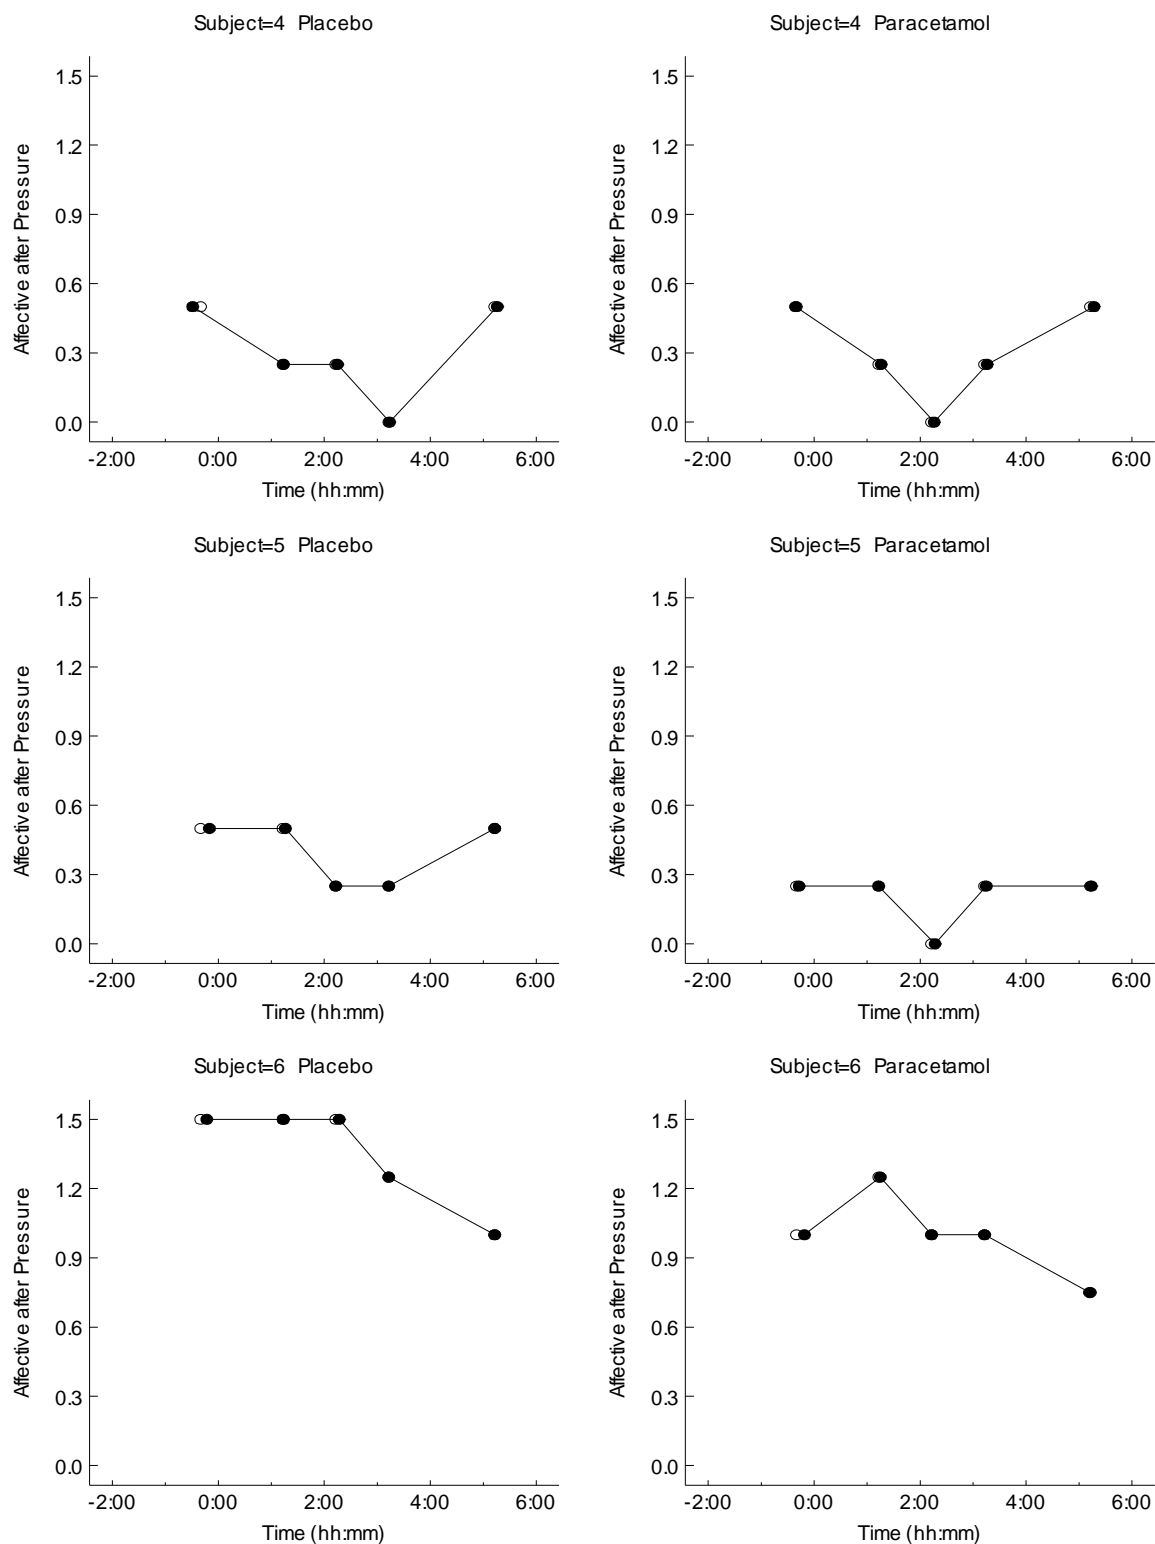 Subject=4 Placebo
Affective after Pressure
1.5
1.2
0.9
0.6
0.3
0.0
-2:00 0:00 2:00 4:00 6:00
Time (hh:mm)
Subject=4 Paracetamol
Affective after Pressure
1.5
1.2
0.9
0.6
0.3
0.0
-2:00 0:00 2:00 4:00 6:00
Time (hh:mm)
Subject=5 Placebo
Affective after Pressure
1.5
1.2
0.9
0.6
0.3
0.0
-2:00 0:00 2:00 4:00 6:00
Time (hh:mm)
Subject=5 Paracetamol
Affective after Pressure
1.5
1.2
0.9
0.6
0.3
0.0
-2:00 0:00 2:00 4:00 6:00
Time (hh:mm)
Subject=6 Placebo
Affective after Pressure
1.5
1.2
0.9
0.6
0.3
0.0
-2:00 0:00 2:00 4:00 6:00
Time (hh:mm)
Subject=6 Paracetamol
Affective after Pressure
1.5
1.2
0.9
0.6
0.3
0.0
-2:00 0:00 2:00 4:00 6:00
Time (hh:mm)